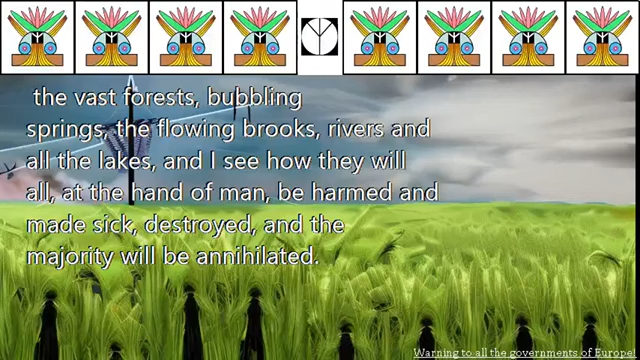 the vast forests, bubbling
springs, the flowing brooks, rivers and
all the lakes, and I see how they will
all, at the hand of man, be harmed and
made sick, destroyed, and the
majority will be annihilated.
Warning to all the governments of Europe!